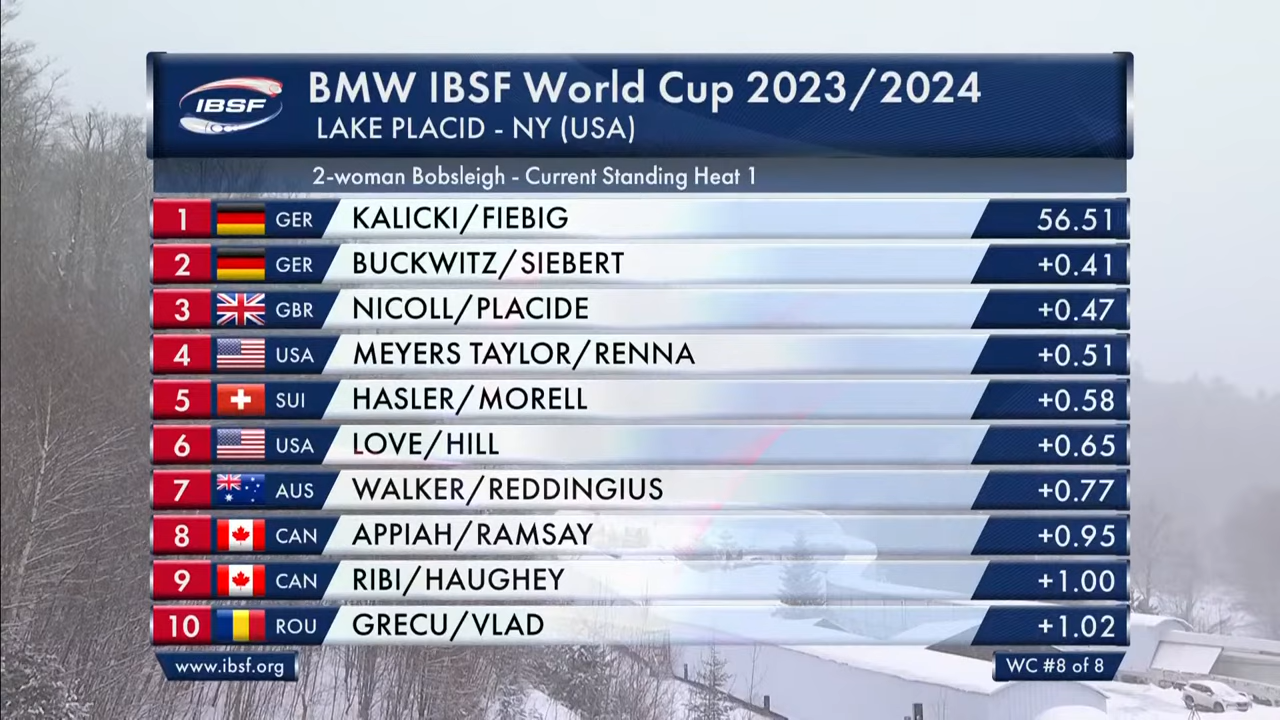 IBSF
BMW IBSF World Cup 2023/2024
LAKE PLACID - NY (USA)
2-woman Bobsleigh - Current Standing Heat 1
1 GER KALICKI/FIEBIG 56.51
2 GER BUCKWITZ/SIEBERT +0.41
3 GBR NICOLL/PLACIDE +0.47
4 USA MEYERS TAYLOR/RENNA +0.51
5 SUI HASLER/MORELL +0.58
6 USA LOVE/HILL +0.65
7 AUS WALKER/REDDINGIUS +0.77
8 CAN APPIAH/RAMSAY +0.95
9 CAN RIBI/HAUGHEY +1.00
10 ROU GRECU/VLAD +1.02
www.ibsf.org WC #8 of 8